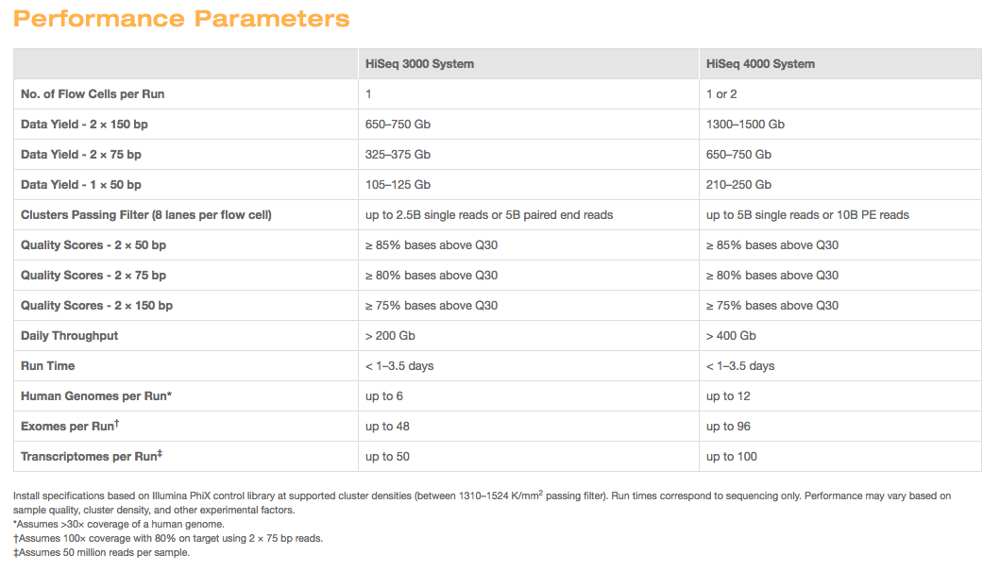 Performance Parameters
HiSeq 3000 System HiSeq 4000 System
No. of Flow Cells per Run 1 1 or 2
Data Yield - 2 × 150 bp 650–750 Gb 1300–1500 Gb
Data Yield - 2 × 75 bp 325–375 Gb 650–750 Gb
Data Yield - 1 × 50 bp 105–125 Gb 210–250 Gb
Clusters Passing Filter (8 lanes per flow cell) up to 2.5B single reads or 5B paired end reads up to 5B single reads or 10B PE reads
Quality Scores - 2 × 50 bp ≥ 85% bases above Q30 ≥ 85% bases above Q30
Quality Scores - 2 × 75 bp ≥ 80% bases above Q30 ≥ 80% bases above Q30
Quality Scores - 2 × 150 bp ≥ 75% bases above Q30 ≥ 75% bases above Q30
Daily Throughput > 200 Gb > 400 Gb
Run Time < 1–3.5 days < 1–3.5 days
Human Genomes per Run* up to 6 up to 12
Exomes per Run† up to 48 up to 96
Transcriptomes per Run‡ up to 50 up to 100
Install specifications based on Illumina PhiX control library at supported cluster densities (between 1310–1524 K/mm² passing filter). Run times correspond to sequencing only. Performance may vary based on
sample quality, cluster density, and other experimental factors.
*Assumes >30× coverage of a human genome.
†Assumes 100× coverage with 80% on target using 2 × 75 bp reads.
‡Assumes 50 million reads per sample.